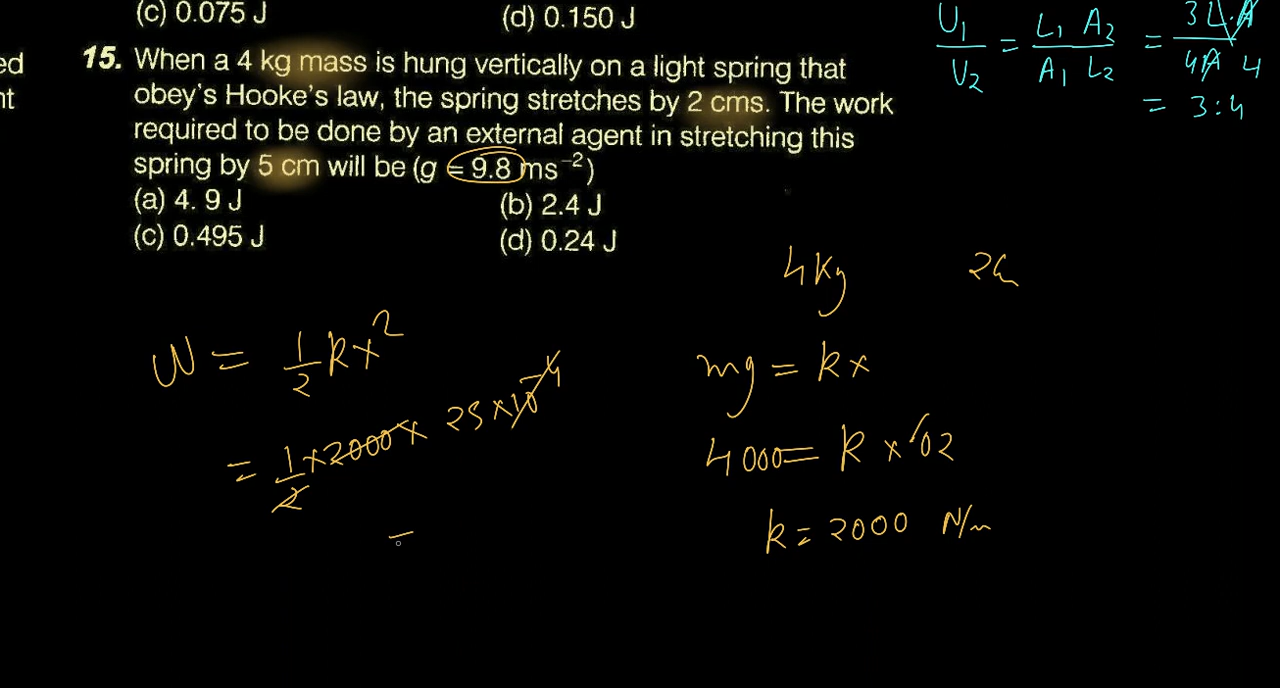 (c) 0.075 J (d) 0.150 J
ed
nt
15. When a 4 kg mass is hung vertically on a light spring that
obey's Hooke's law, the spring stretches by 2 cms. The work
required to be done by an external agent in stretching this
spring by 5 cm will be (g = 9.8 ms⁻²)
(a) 4. 9 J (b) 2.4 J
(c) 0.495 J (d) 0.24 J
U₁/U₂ = L₁ A₂/A₁ L₂ = 3L A/4A 4
= 3:4
4Kg
mg = kx
4000 = k × .02
k = 2000 N/m
W = 1/2 kx²
= 1/2 × 2000 × 25 × 10⁻⁴
=